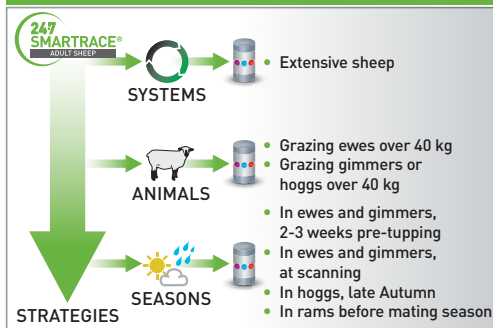 247
SMARTRACE®
ADULT SHEEP
SYSTEMS
• Extensive sheep
ANIMALS
• Grazing ewes over 40 kg
• Grazing gimmers or
hoggs over 40 kg
SEASONS
• In ewes and gimmers,
2-3 weeks pre-tupping
• In ewes and gimmers,
at scanning
• In hoggs, late Autumn
• In rams before mating season
STRATEGIES